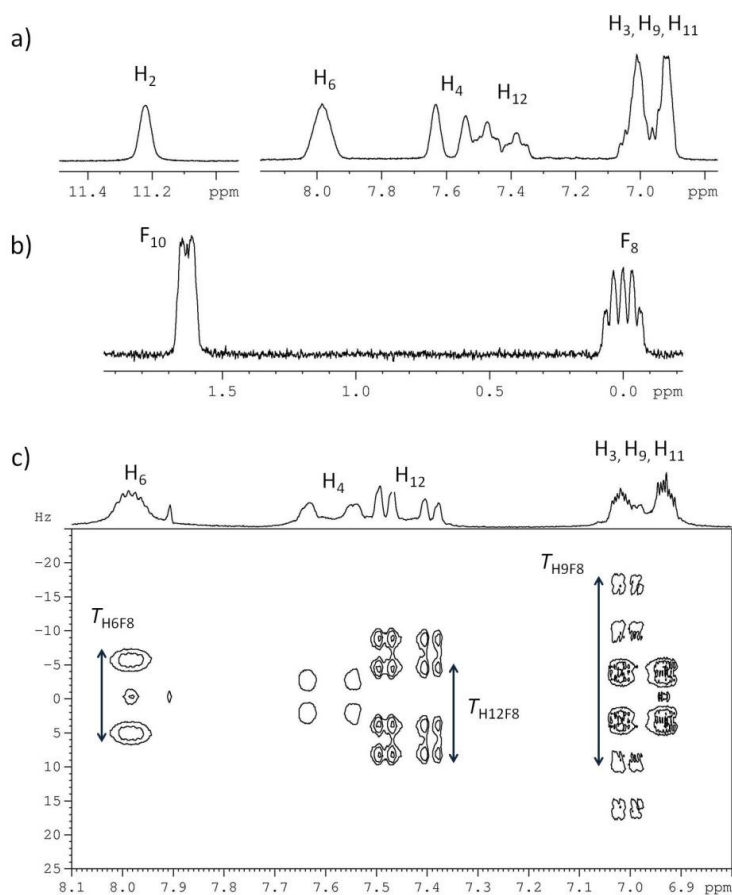 a)
H2
H6
H4
H12
H3, H9, H11
11.4 11.2 ppm
8.0 7.8 7.6 7.4 7.2 7.0 ppm
b)
F10
F8
1.5 1.0 0.5 0.0 ppm
c)
H6
H4
H12
H3, H9, H11
Hz
-20
-15
-10
-5
0
5
10
15
20
25
TH6F8
TH12F8
TH9F8
8.1 8.0 7.9 7.8 7.7 7.6 7.5 7.4 7.3 7.2 7.1 7.0 6.9 ppm